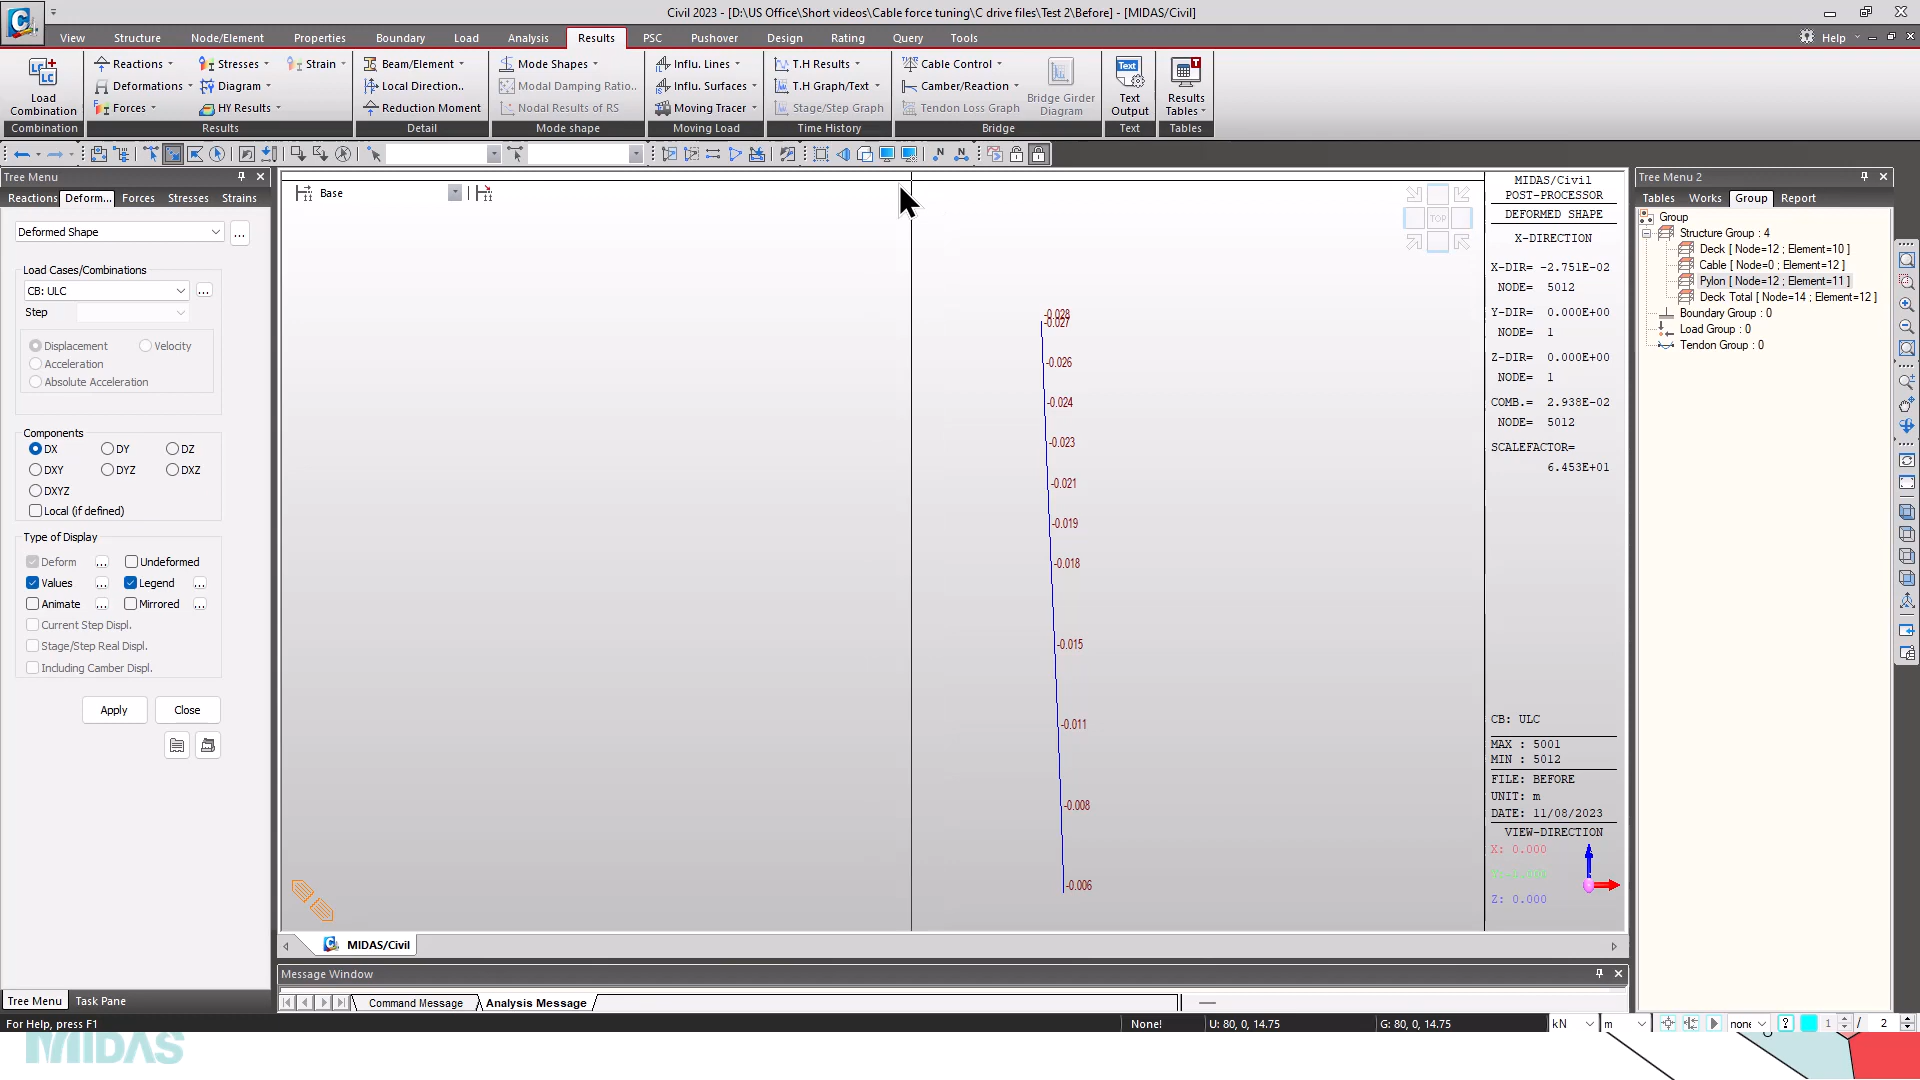 Civil 2023 - [D:\US Office\Short videos\Cable force tuning\C drive files\Test 2\Before] - [MIDAS/Civil]
View Structure Node/Element Properties Boundary Load Analysis Results PSC Pushover Design Rating Query Tools Help
Load Combination
Reactions Stresses Strain
Deformations Diagram
Forces HY Results
Beam/Element
Local Direction..
Reduction Moment
Mode Shapes
Modal Damping Ratio..
Nodal Results of RS
Influ. Lines
Influ. Surfaces
Moving Tracer
T.H Results
T.H Graph/Text
Stage/Step Graph
Cable Control
Camber/Reaction
Tendon Loss Graph
Bridge Girder Diagram
Text Output
Results Tables
Combination Results Detail Mode shape Moving Load Time History Bridge Text Tables
Tree Menu
Reactions Deform... Forces Stresses Strains
Deformed Shape ...
Load Cases/Combinations
CB: ULC ...
Step
Displacement Velocity
Acceleration
Absolute Acceleration
Components
DX DY DZ
DXY DYZ DXZ
DXYZ
Local (if defined)
Type of Display
Deform ... Undeformed
Values ... Legend ...
Animate ... Mirrored ...
Current Step Displ.
Stage/Step Real Displ.
Including Camber Displ.
Apply Close
Tree Menu Task Pane
Base
TOP
-0.028
-0.027
-0.026
-0.024
-0.023
-0.021
-0.019
-0.018
-0.015
-0.011
-0.008
-0.006
MIDAS/Civil
POST-PROCESSOR
DEFORMED SHAPE
X-DIRECTION
X-DIR= -2.751E-02
NODE= 5012
Y-DIR= 0.000E+00
NODE= 1
Z-DIR= 0.000E+00
NODE= 1
COMB.= 2.938E-02
NODE= 5012
SCALEFACTOR=
6.453E+01
CB: ULC
MAX : 5001
MIN : 5012
FILE: BEFORE
UNIT: m
DATE: 11/08/2023
VIEW-DIRECTION
X: 0.000
Z: 0.000
MIDAS/Civil
Message Window
Command Message Analysis Message
Tree Menu 2
Tables Works Group Report
Group
Structure Group : 4
Deck [ Node=12 ; Element=10 ]
Cable [ Node=0 ; Element=12 ]
Pylon [ Node=12 ; Element=11 ]
Deck Total [ Node=14 ; Element=12 ]
Boundary Group : 0
Load Group : 0
Tendon Group : 0
For Help, press F1
None! U: 80, 0, 14.75 G: 80, 0, 14.75 kN m none ? 1 / 2
MIDAS